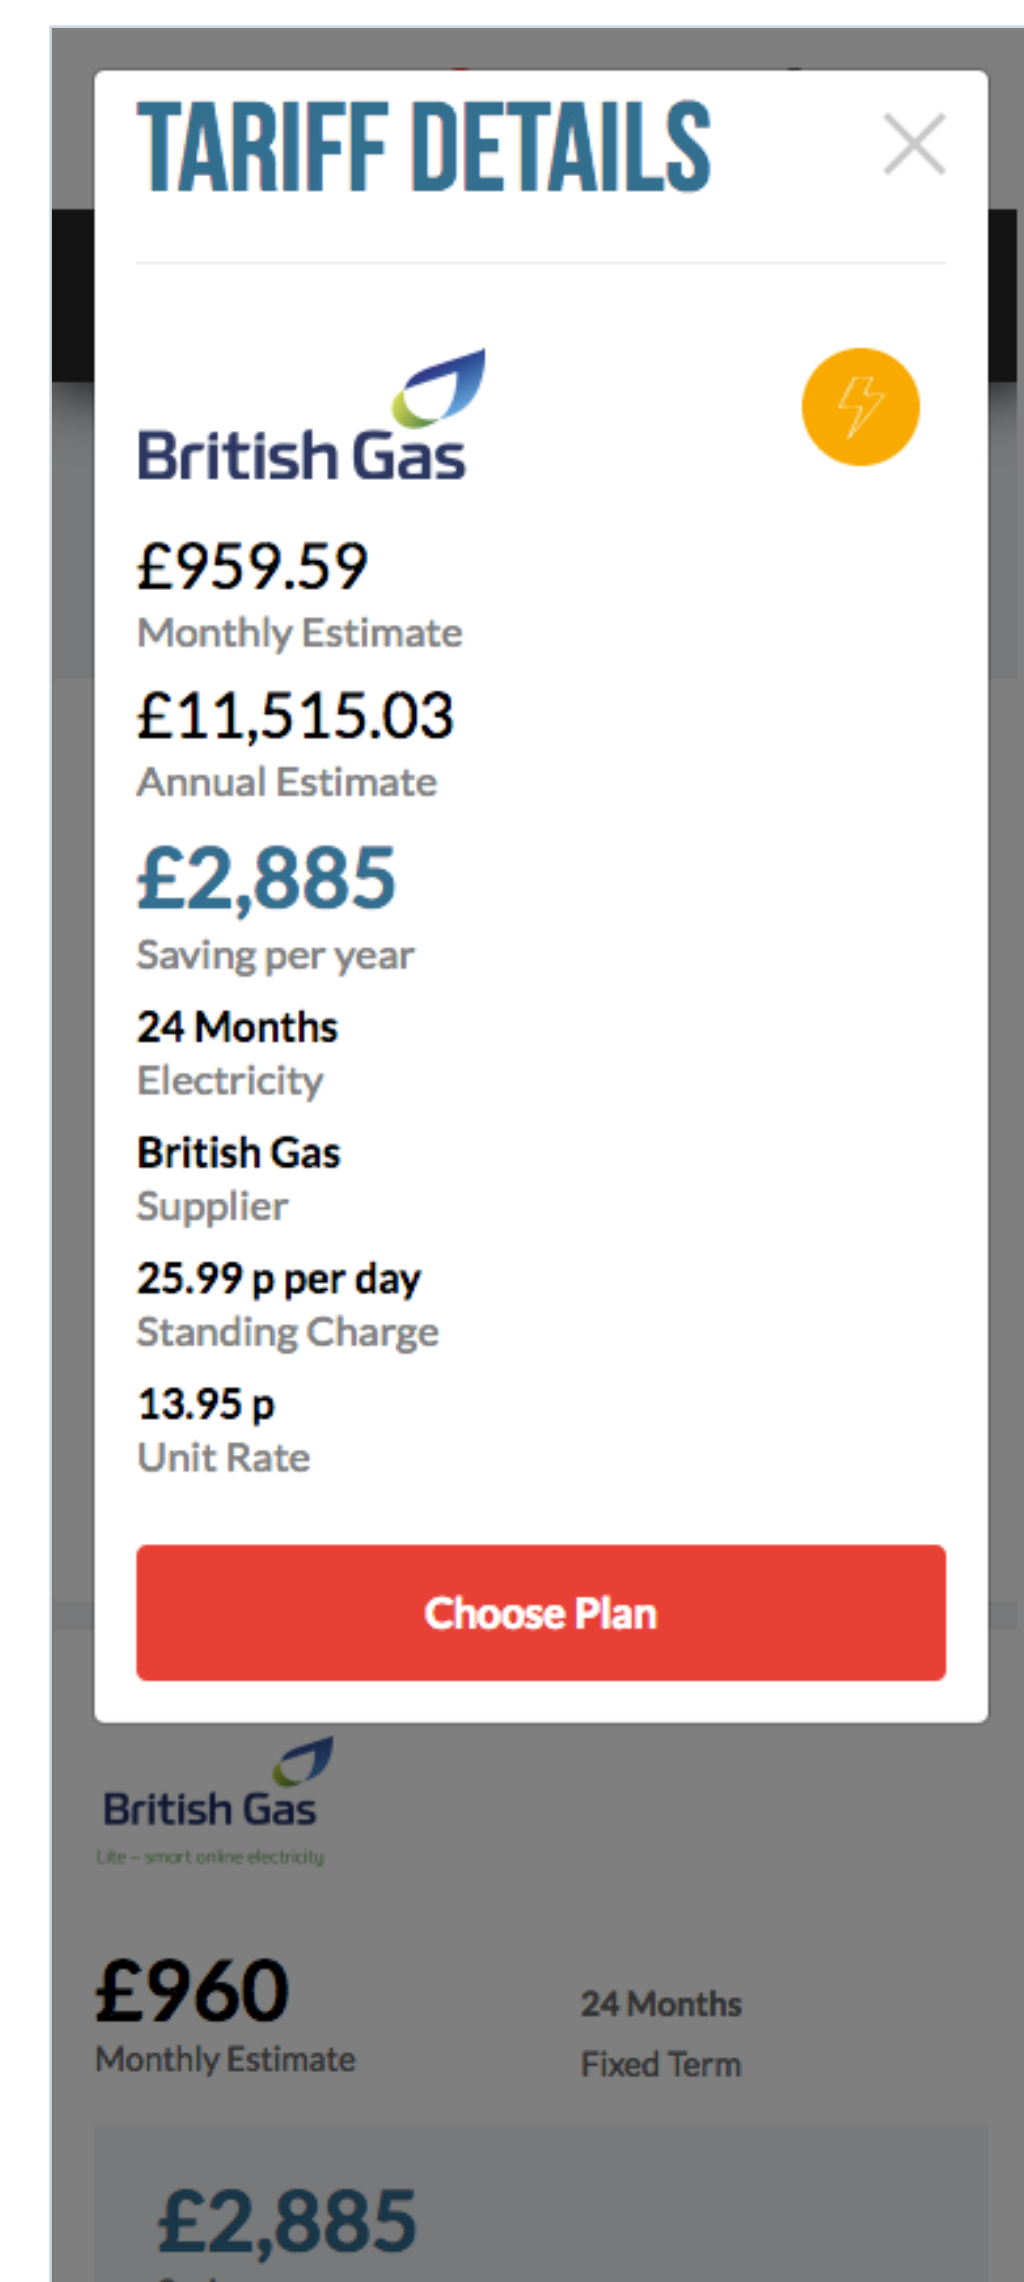 TARIFF DETAILS
British Gas
£959.59
Monthly Estimate
£11,515.03
Annual Estimate
£2,885
Saving per year
24 Months
Electricity
British Gas
Supplier
25.99 p per day
Standing Charge
13.95 p
Unit Rate
Choose Plan
British Gas
Lite – smart online electricity
£960
Monthly Estimate
24 Months
Fixed Term
£2,885